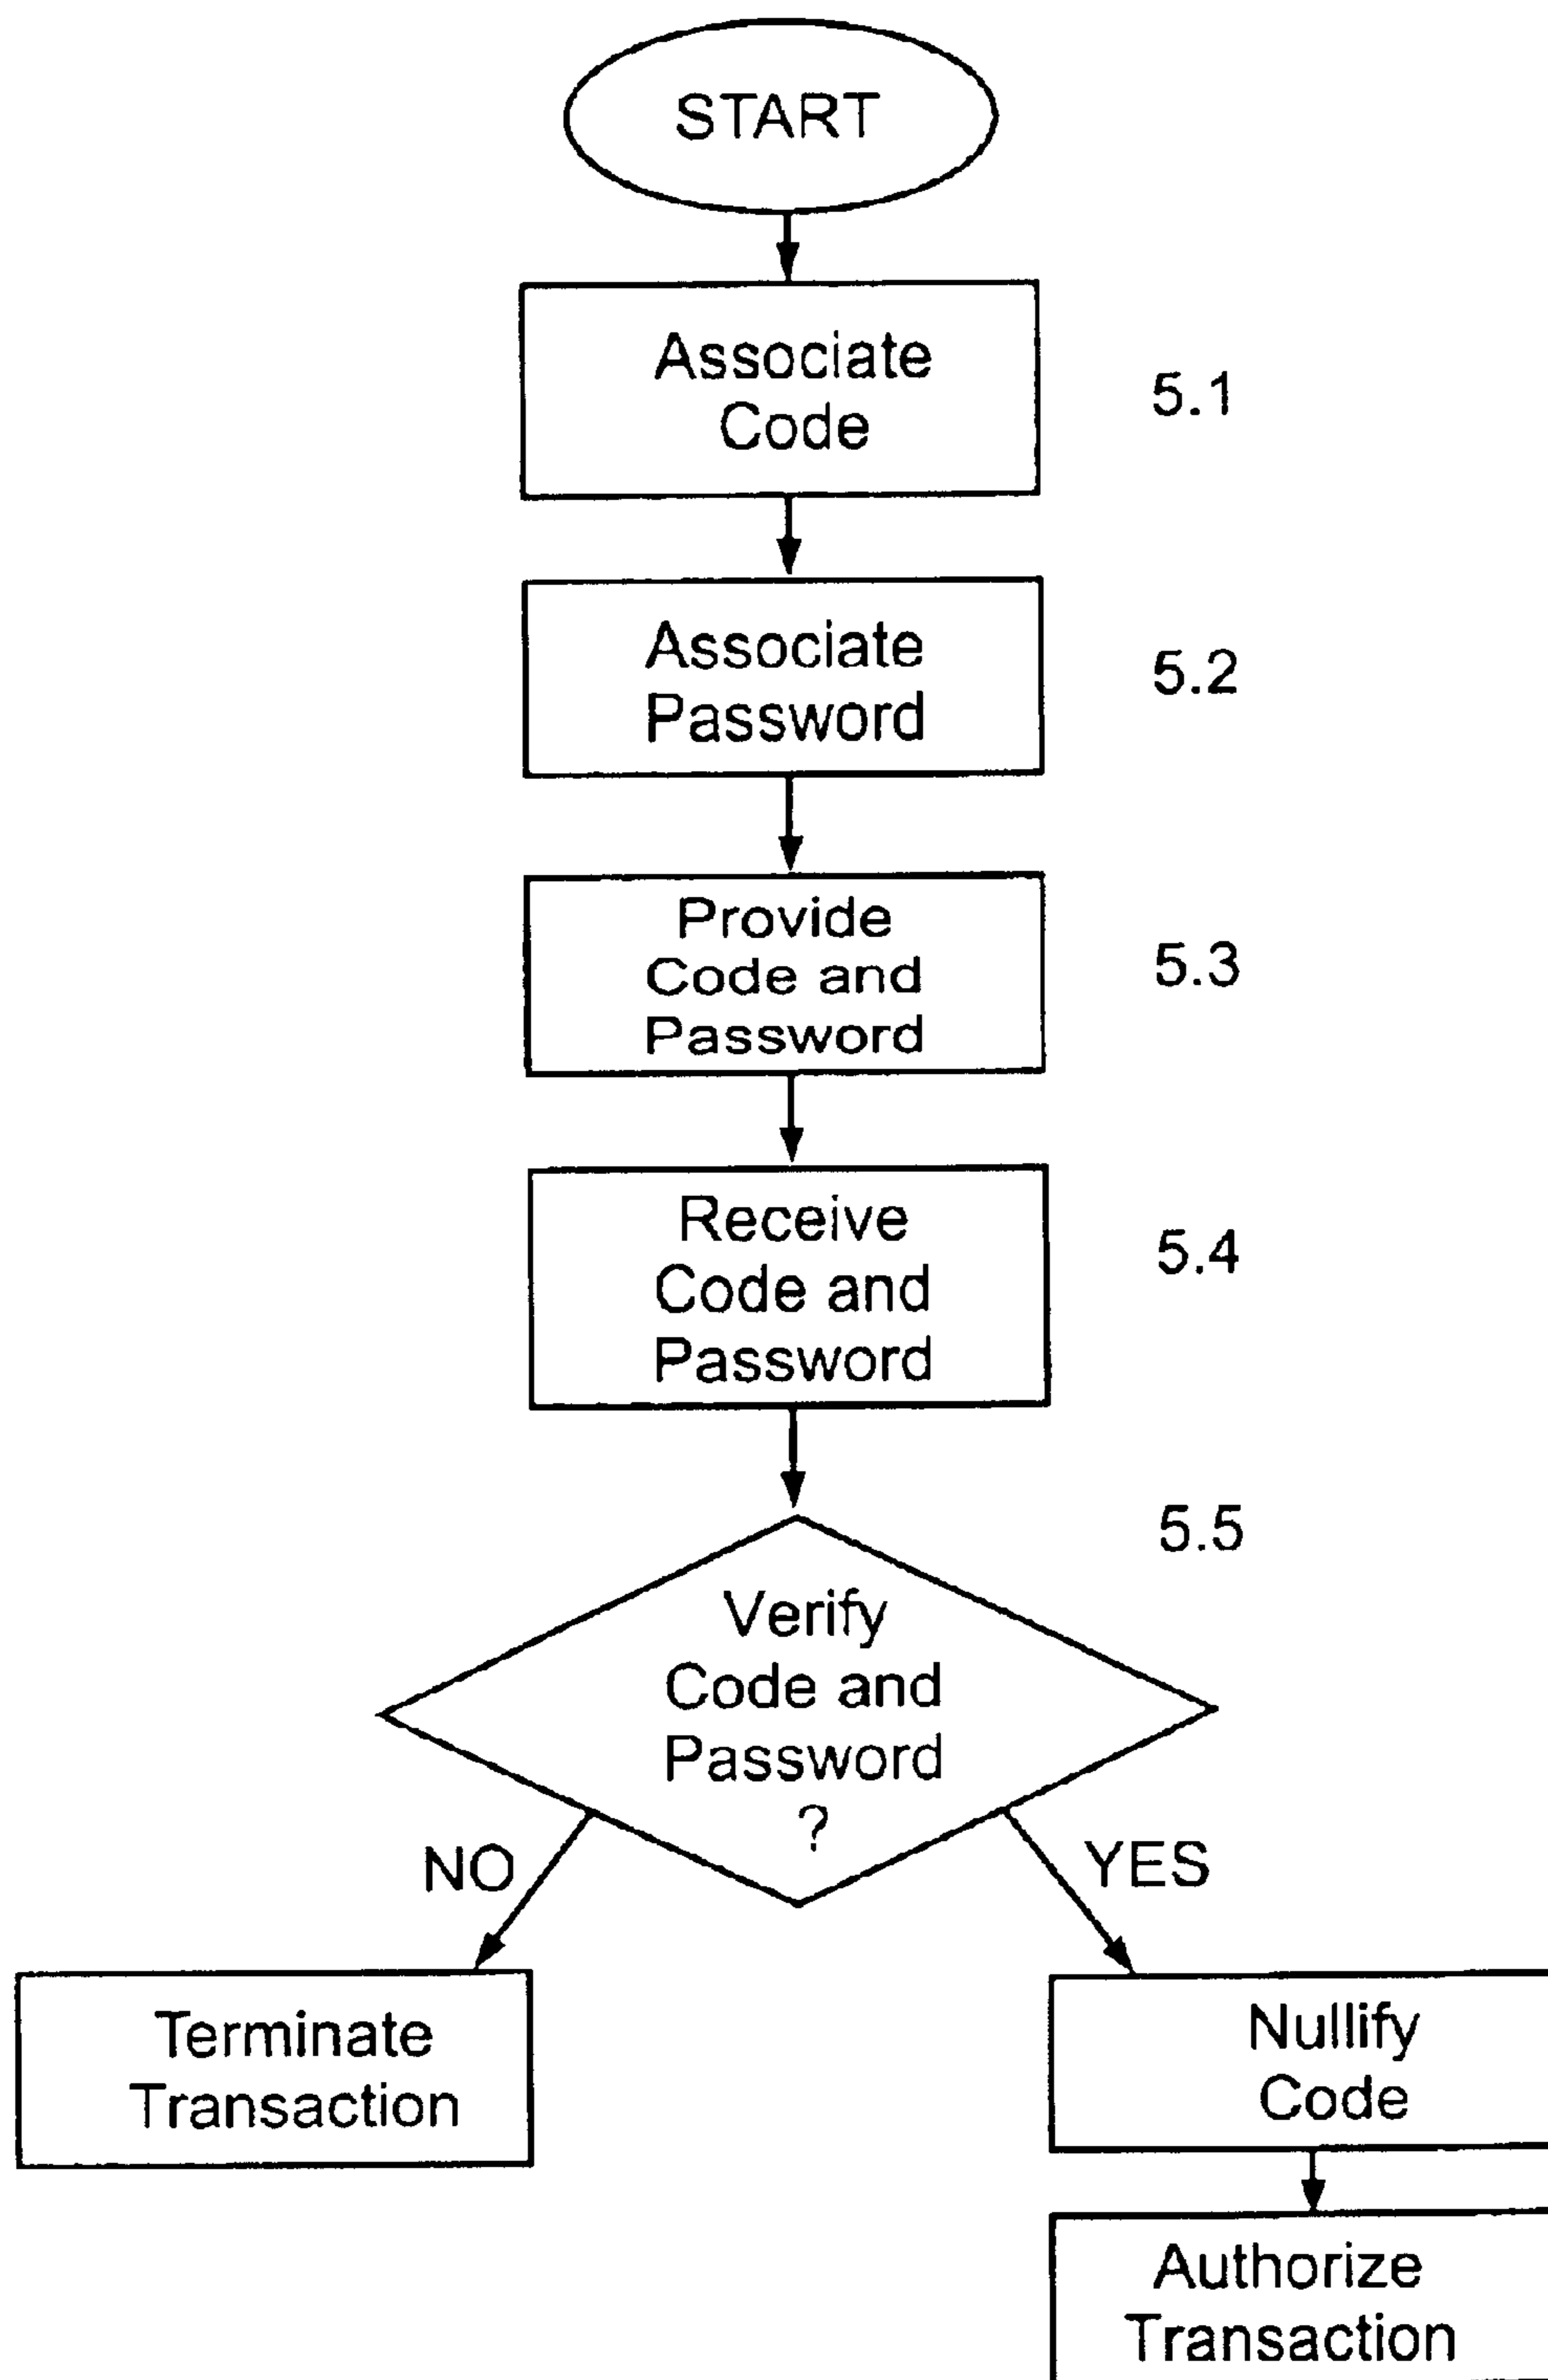 START
Associate
Code
5.1
Associate
Password
5.2
Provide
Code and
Password
5.3
Receive
Code and
Password
5.4
5.5
Verify
Code and
Password
?
NO
YES
Terminate
Transaction
Nullify
Code
Authorize
Transaction